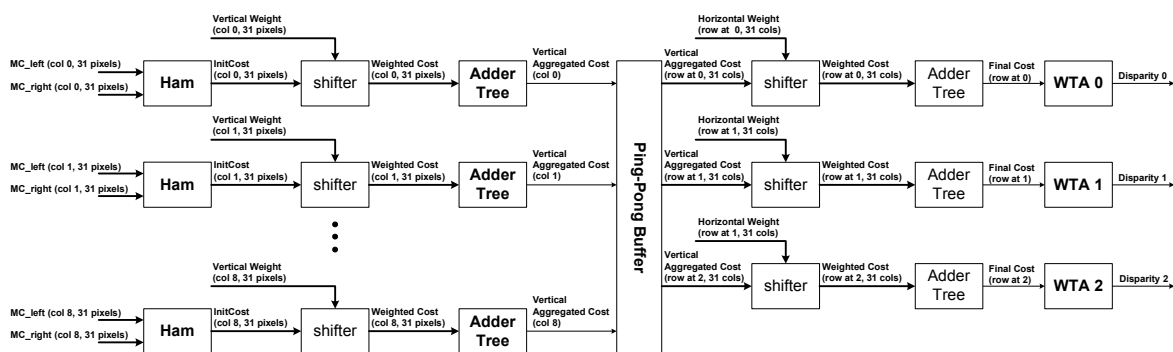 Vertical Weight
(col 0, 31 pixels)
MC_left (col 0, 31 pixels)
MC_right (col 0, 31 pixels)
Ham
InitCost
(col 0, 31 pixels)
shifter
Weighted Cost
(col 0, 31 pixels)
Adder
Tree
Vertical
Aggregated Cost
(col 0)
Vertical Weight
(col 1, 31 pixels)
MC_left (col 1, 31 pixels)
MC_right (col 1, 31 pixels)
Ham
InitCost
(col 1, 31 pixels)
shifter
Weighted Cost
(col 1, 31 pixels)
Adder
Tree
Vertical
Aggregated Cost
(col 1)
Vertical Weight
(col 8, 31 pixels)
MC_left (col 8, 31 pixels)
MC_right (col 8, 31 pixels)
Ham
InitCost
(col 8, 31 pixels)
shifter
Weighted Cost
(col 8, 31 pixels)
Adder
Tree
Vertical
Aggregated Cost
(col 8)
Ping-Pong Buffer
Horizontal Weight
(row at 0, 31 cols)
Vertical
Aggregated Cost
(row at 0, 31 cols)
shifter
Weighted Cost
(row at 0, 31 cols)
Adder
Tree
Final Cost
(row at 0)
WTA 0
Disparity 0
Horizontal Weight
(row at 1, 31 cols)
Vertical
Aggregated Cost
(row at 1, 31 cols)
shifter
Weighted Cost
(row at 1, 31 cols)
Adder
Tree
Final Cost
(row at 1)
WTA 1
Disparity 1
Horizontal Weight
(row at 1, 31 cols)
Vertical
Aggregated Cost
(row at 2, 31 cols)
shifter
Weighted Cost
(row at 2, 31 cols)
Adder
Tree
Final Cost
(row at 2)
WTA 2
Disparity 2